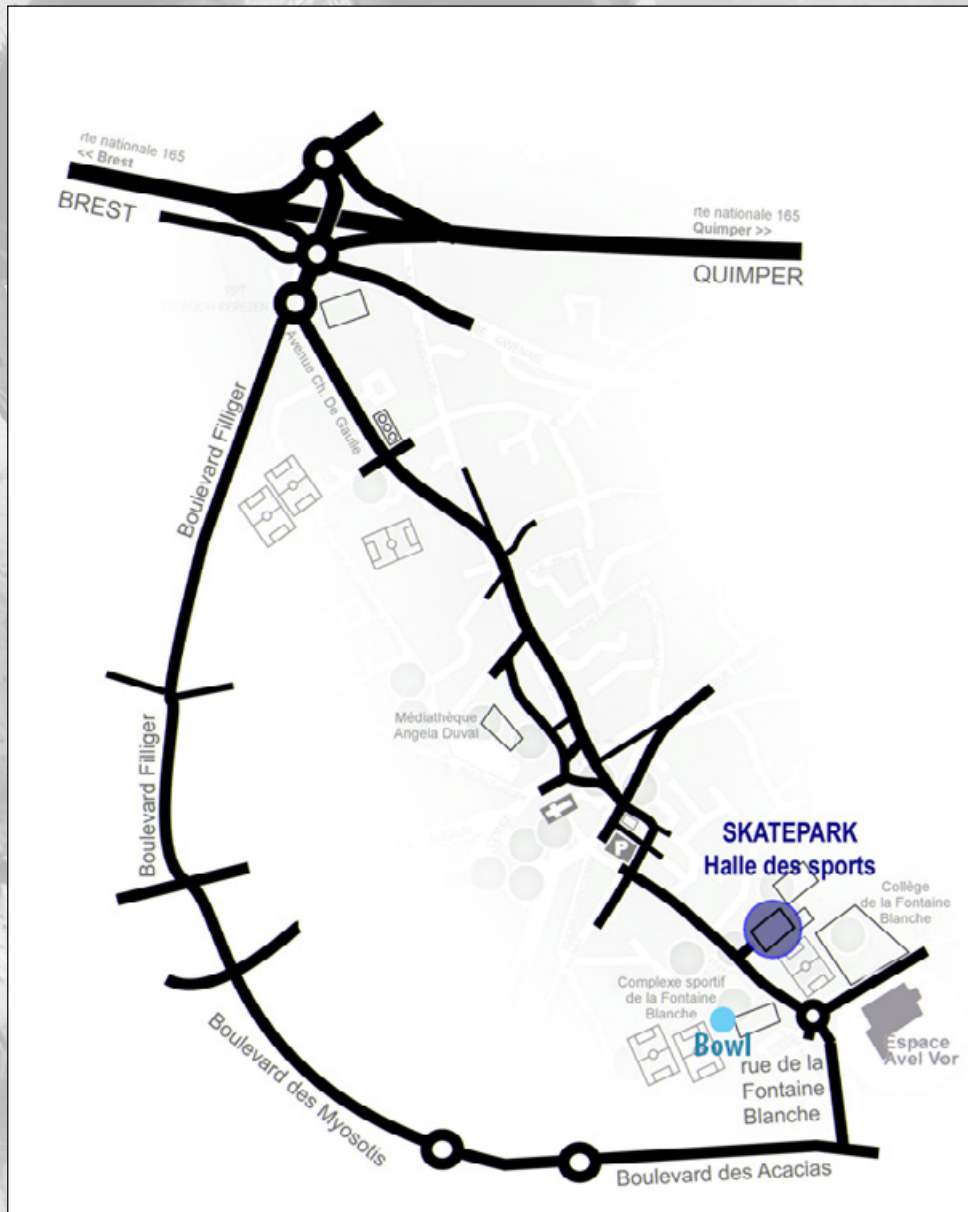 rte nationale 165
<< Brest
BREST
rte nationale 165
Quimper >>
QUIMPER
Avenue Ch. De Gaulle
Boulevard Filliger
Médiathèque
Angela Duval
Boulevard Filliger
P
SKATEPARK
Halle des sports
Collège
de la Fontaine
Blanche
Complexe sportif
de la Fontaine
Blanche
Bowl
Espace
Avel Vor
rue de la
Fontaine
Blanche
Boulevard des Myosotis
Boulevard des Acacias